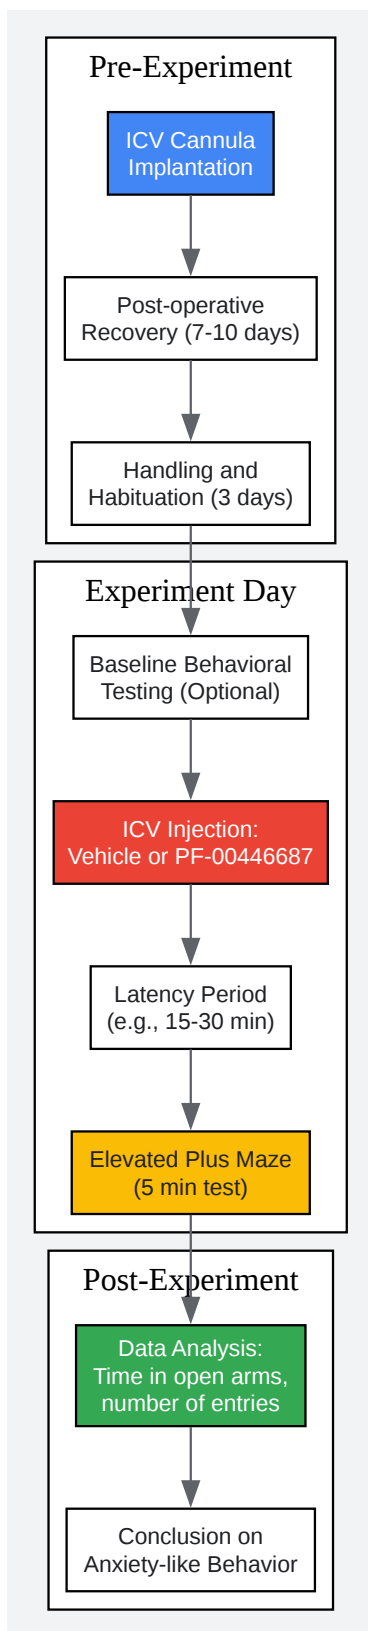 Pre-Experiment
ICV Cannula
Implantation
Post-operative
Recovery (7-10 days)
Handling and
Habituation (3 days)
Experiment Day
Baseline Behavioral
Testing (Optional)
ICV Injection:
Vehicle or PF-00446687
Latency Period
(e.g., 15-30 min)
Elevated Plus Maze
(5 min test)
Post-Experiment
Data Analysis:
Time in open arms,
number of entries
Conclusion on
Anxiety-like Behavior